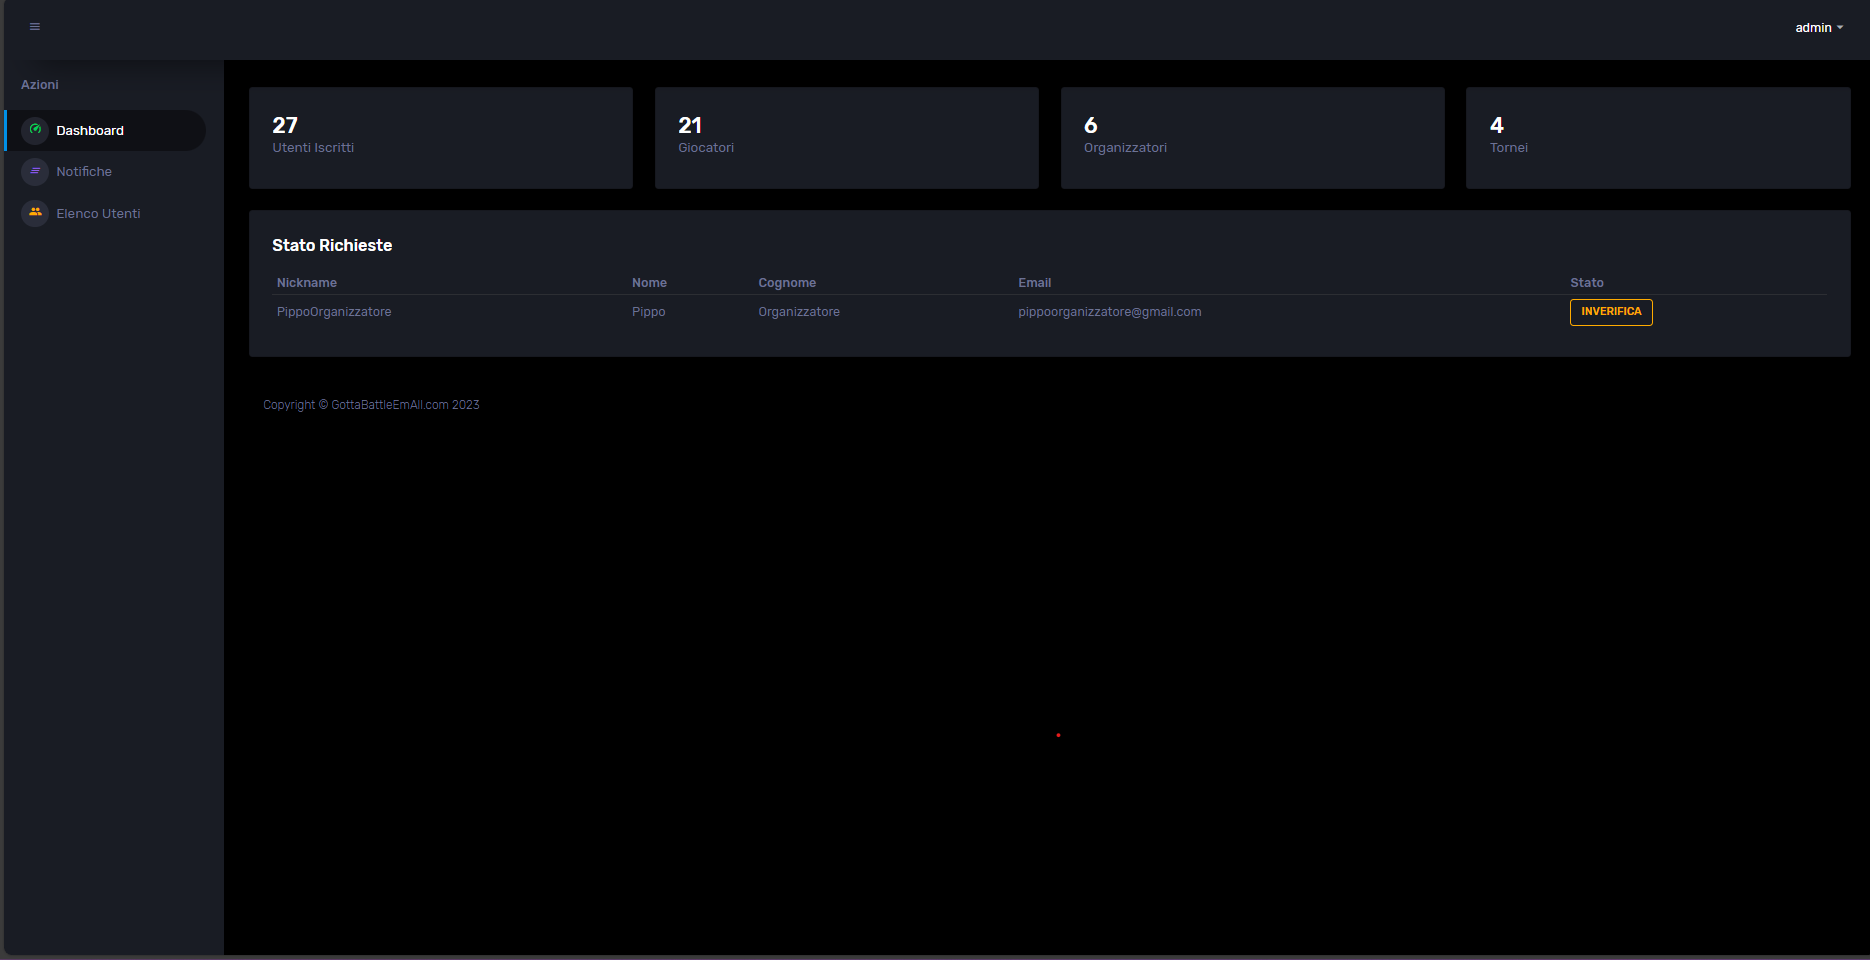 admin
Azioni
Dashboard
Notifiche
Elenco Utenti
27
Utenti Iscritti
21
Giocatori
6
Organizzatori
4
Tornei
Stato Richieste
Nickname Nome Cognome Email Stato
PippoOrganizzatore Pippo Organizzatore pippoorganizzatore@gmail.com INVERIFICA
Copyright © GottaBattleEmAll.com 2023